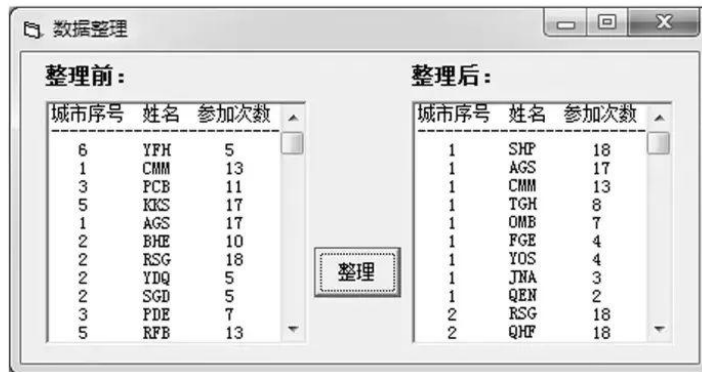 数据整理
整理前：
城市序号 姓名 参加次数
6 YFH 5
1 CMM 13
3 PCB 11
5 KKS 17
1 AGS 17
2 BHE 10
2 RSG 18
2 YDQ 5
2 SGD 5
3 PDE 7
5 RFB 13
整理
整理后：
城市序号 姓名 参加次数
1 SHP 18
1 AGS 17
1 CMM 13
1 TGH 8
1 OMB 7
1 FGE 4
1 YOS 4
1 JNA 3
1 QEN 2
2 RSG 18
2 QHF 18